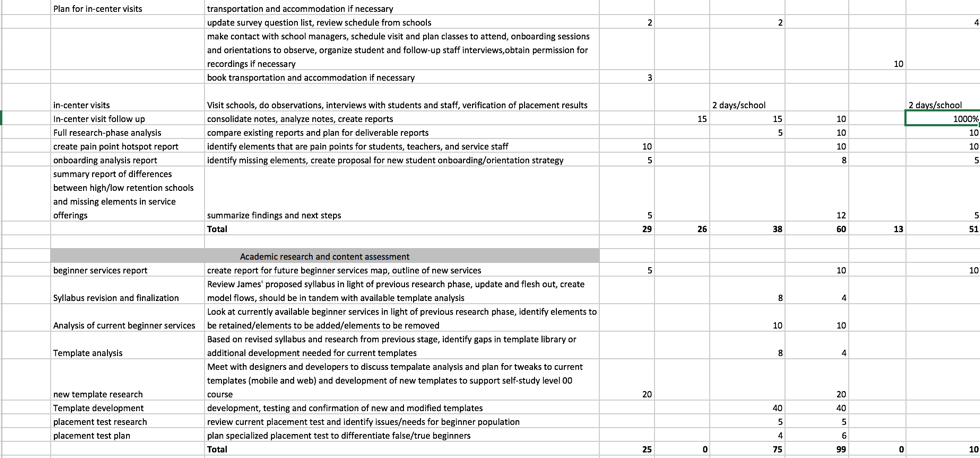 Plan for in-center visits transportation and accommodation if necessary
update survey question list, review schedule from schools 2 2 4
make contact with school managers, schedule visit and plan classes to attend, onboarding sessions
and orientations to observe, organize student and follow-up staff interviews,obtain permission for
recordings if necessary 10
book transportation and accommodation if necessary 3
in-center visits Visit schools, do observations, interviews with students and staff, verification of placement results 2 days/school 2 days/school
In-center visit follow up consolidate notes, analyze notes, create reports 15 15 10 1000%
Full research-phase analysis compare existing reports and plan for deliverable reports 5 10 10
create pain point hotspot report identify elements that are pain points for students, teachers, and service staff 10 10 10
onboarding analysis report identify missing elements, create proposal for new student onboarding/orientation strategy 5 8 5
summary report of differences
between high/low retention schools
and missing elements in service
offerings summarize findings and next steps 5 12 5
Total 29 26 38 60 13 51
Academic research and content assessment
beginner services report create report for future beginner services map, outline of new services 5 10 10
Review James' proposed syllabus in light of previous research phase, update and flesh out, create
Syllabus revision and finalization model flows, should be in tandem with available template analysis 8 4
Look at currently available beginner services in light of previous research phase, identify elements to
Analysis of current beginner services be retained/elements to be added/elements to be removed 10 10
Based on revised syllabus and research from previous stage, identify gaps in template library or
Template analysis additional development needed for current templates 8 4
Meet with designers and developers to discuss tempalate analysis and plan for tweaks to current
templates (mobile and web) and development of new templates to support self-study level 00
new template research course 20 20
Template development development, testing and confirmation of new and modified templates 40 40
placement test research review current placement test and identify issues/needs for beginner population 5 5
placement test plan plan specialized placement test to differentiate false/true beginners 4 6
Total 25 0 75 99 0 10